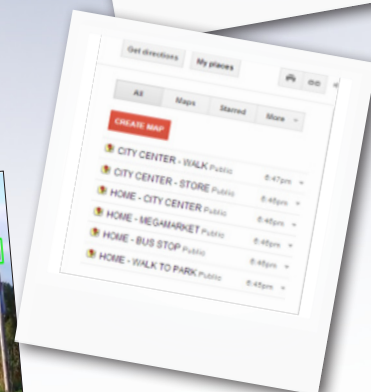 Get directions My places
All Maps Starred More
CREATE MAP
CITY CENTER - WALK Public 6:47pm
CITY CENTER - STORE Public 6:46pm
HOME - CITY CENTER Public 6:46pm
HOME - MEGAMARKET Public 6:46pm
HOME - BUS STOP Public 6:46pm
HOME - WALK TO PARK Public 6:45pm